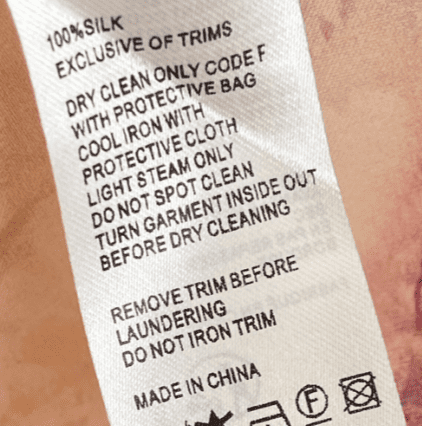 100%SILK
EXCLUSIVE OF TRIMS
DRY CLEAN ONLY CODE F
WITH PROTECTIVE BAG
COOL IRON WITH
PROTECTIVE CLOTH
LIGHT STEAM ONLY
DO NOT SPOT CLEAN
TURN GARMENT INSIDE OUT
BEFORE DRY CLEANING
REMOVE TRIM BEFORE
LAUNDERING
DO NOT IRON TRIM
MADE IN CHINA
F